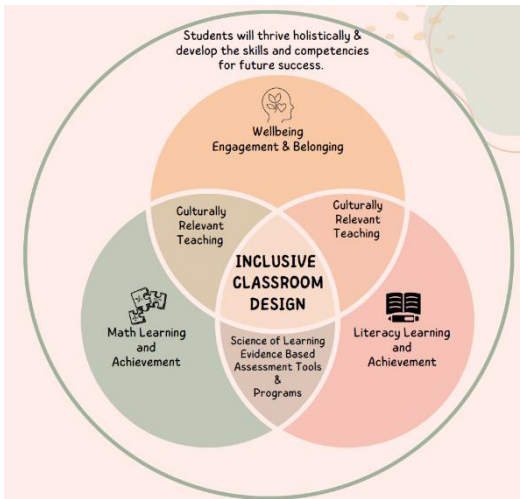 Students will thrive holistically &
develop the skills and competencies
for future success.
Wellbeing
Engagement & Belonging
Culturally
Relevant
Teaching
Culturally
Relevant
Teaching
INCLUSIVE
CLASSROOM
DESIGN
Math Learning
and
Achievement
Science of Learning
Evidence Based
Assessment Tools
&
Programs
Literacy Learning
and
Achievement